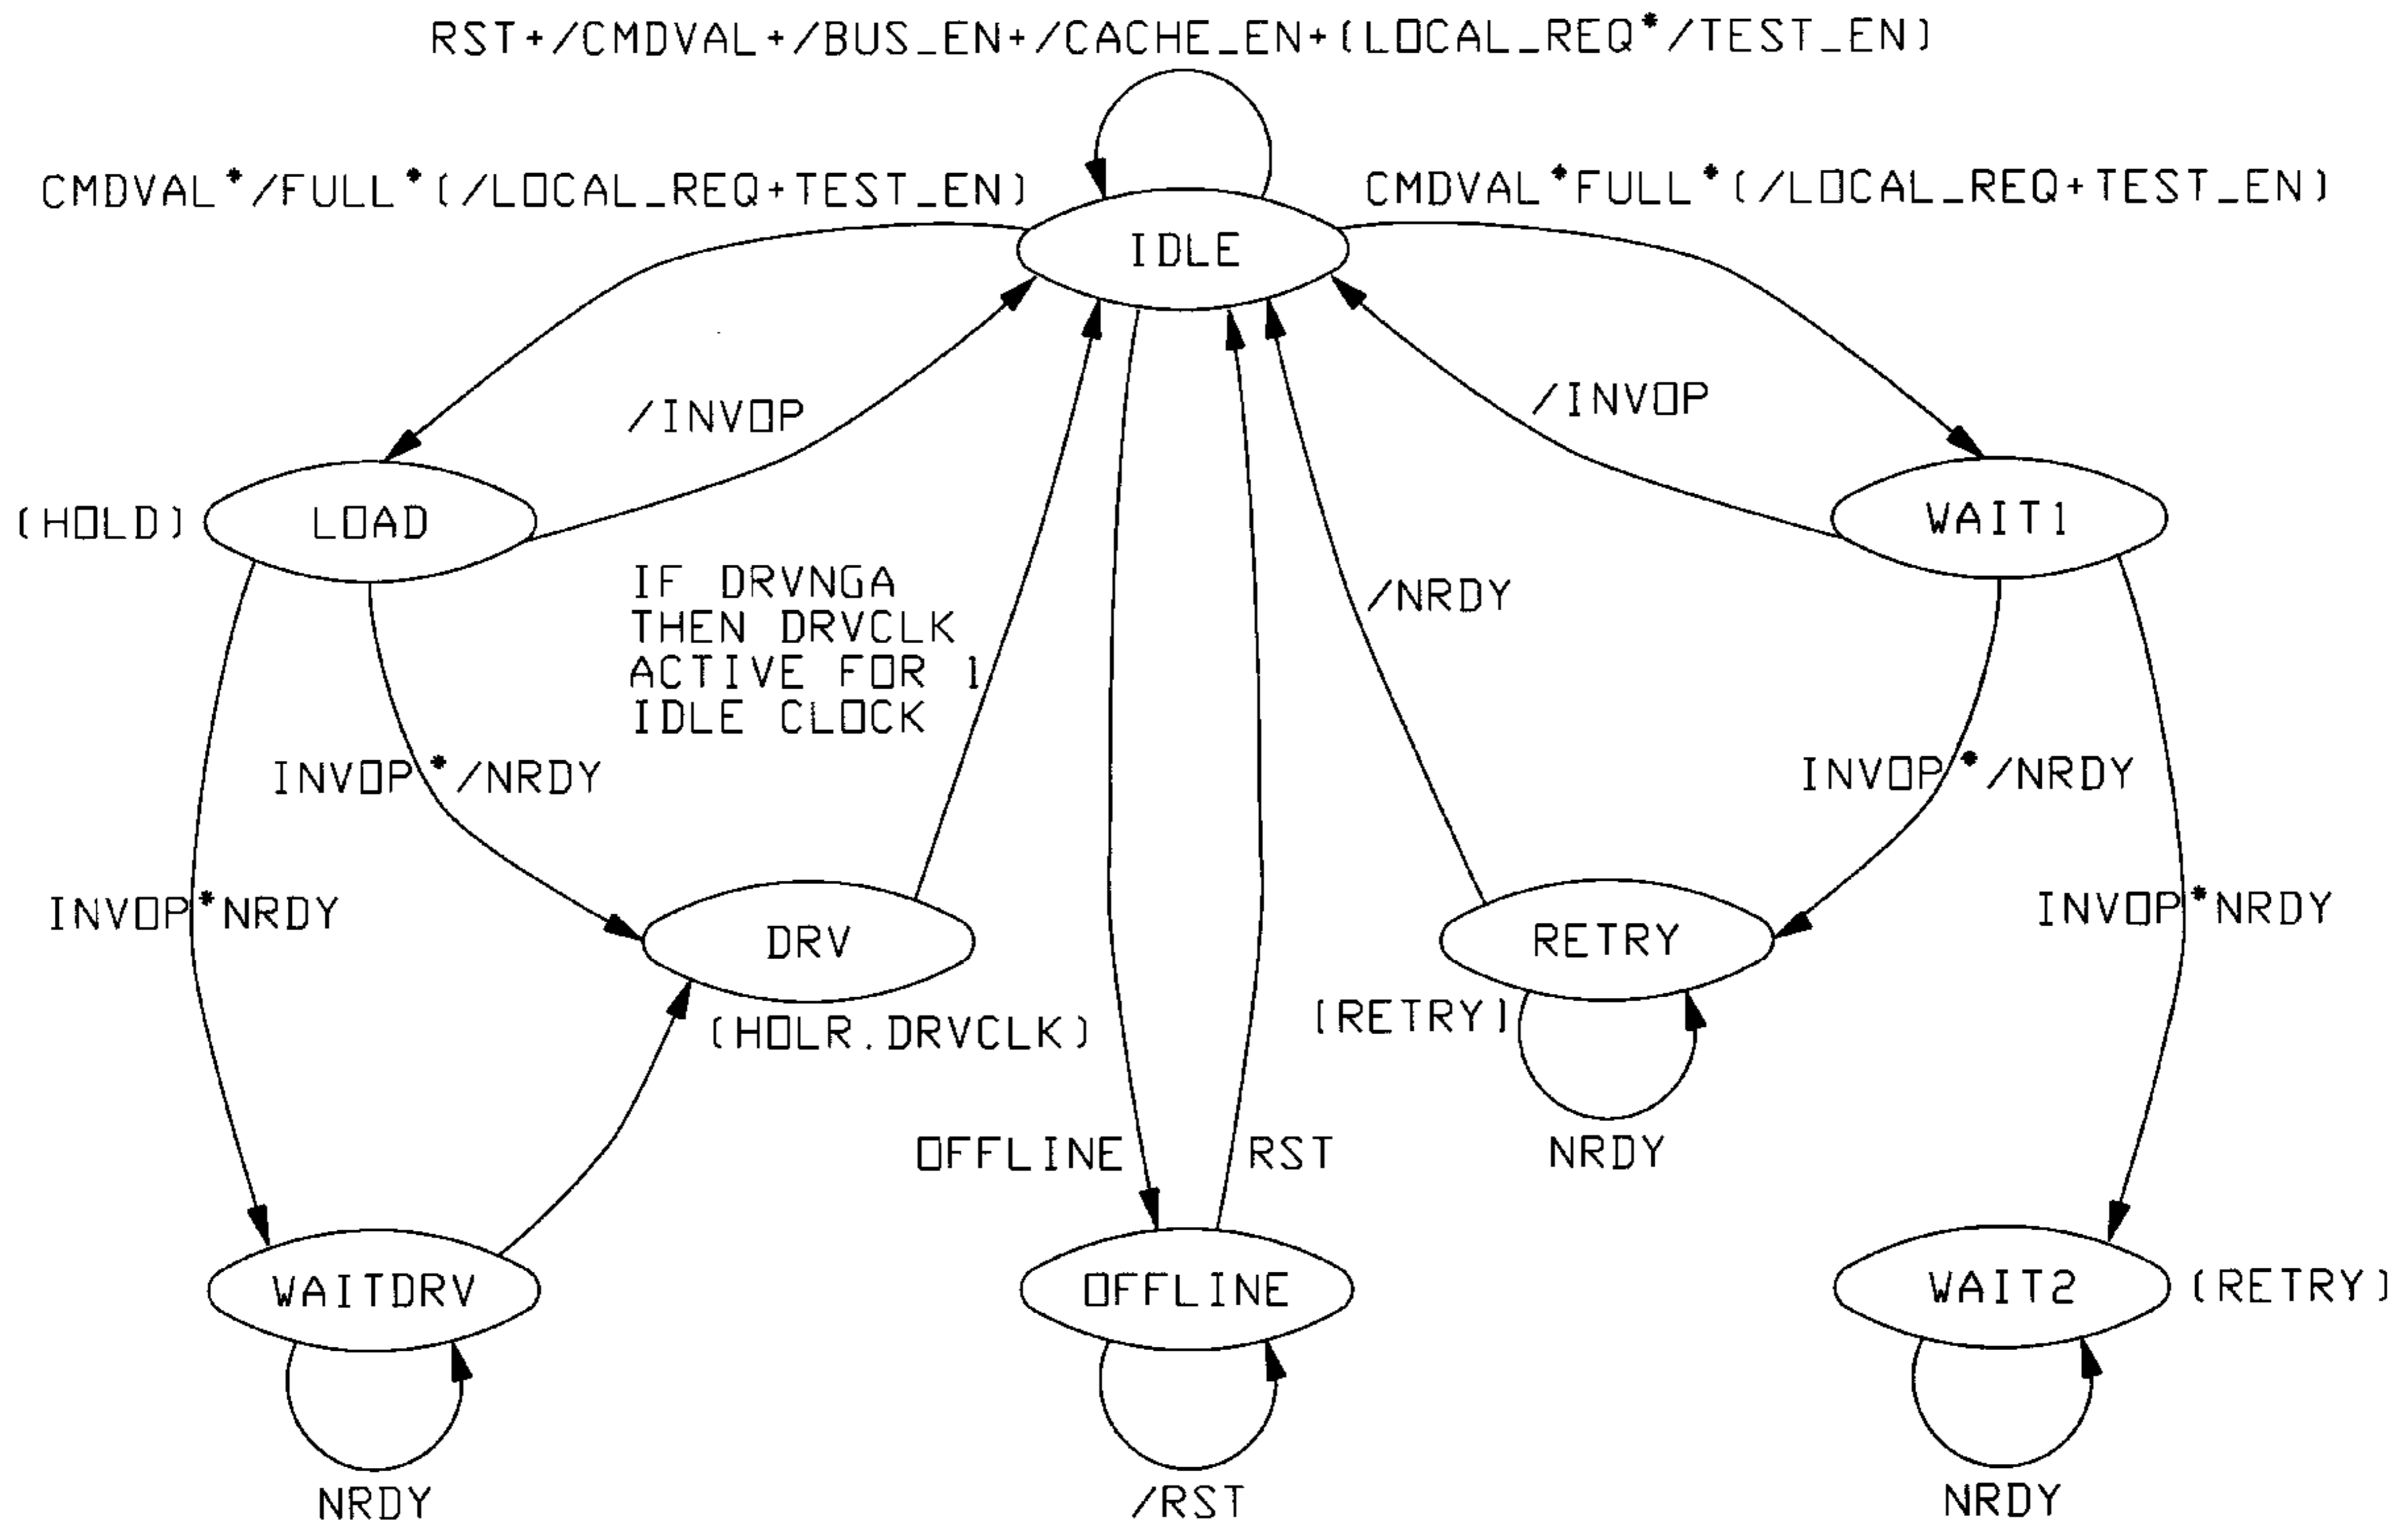 RST+/CMDVAL+/BUS_EN+/CACHE_EN+(LOCAL_REQ*/TEST_EN)
CMDVAL*/FULL*(/LOCAL_REQ+TEST_EN)
CMDVAL*FULL*(/LOCAL_REQ+TEST_EN)
IDLE
/INVOP
/INVOP
(HOLD)
LOAD
WAIT1
IF DRVNGA
THEN DRVCLK
ACTIVE FOR 1
IDLE CLOCK
/NRDY
INVOP*/NRDY
INVOP*/NRDY
INVOP*NRDY
INVOP*NRDY
DRV
RETRY
(HOLR.DRVCLK)
(RETRY)
OFFLINE
RST
NRDY
WAITDRV
OFFLINE
WAIT2
(RETRY)
NRDY
/RST
NRDY